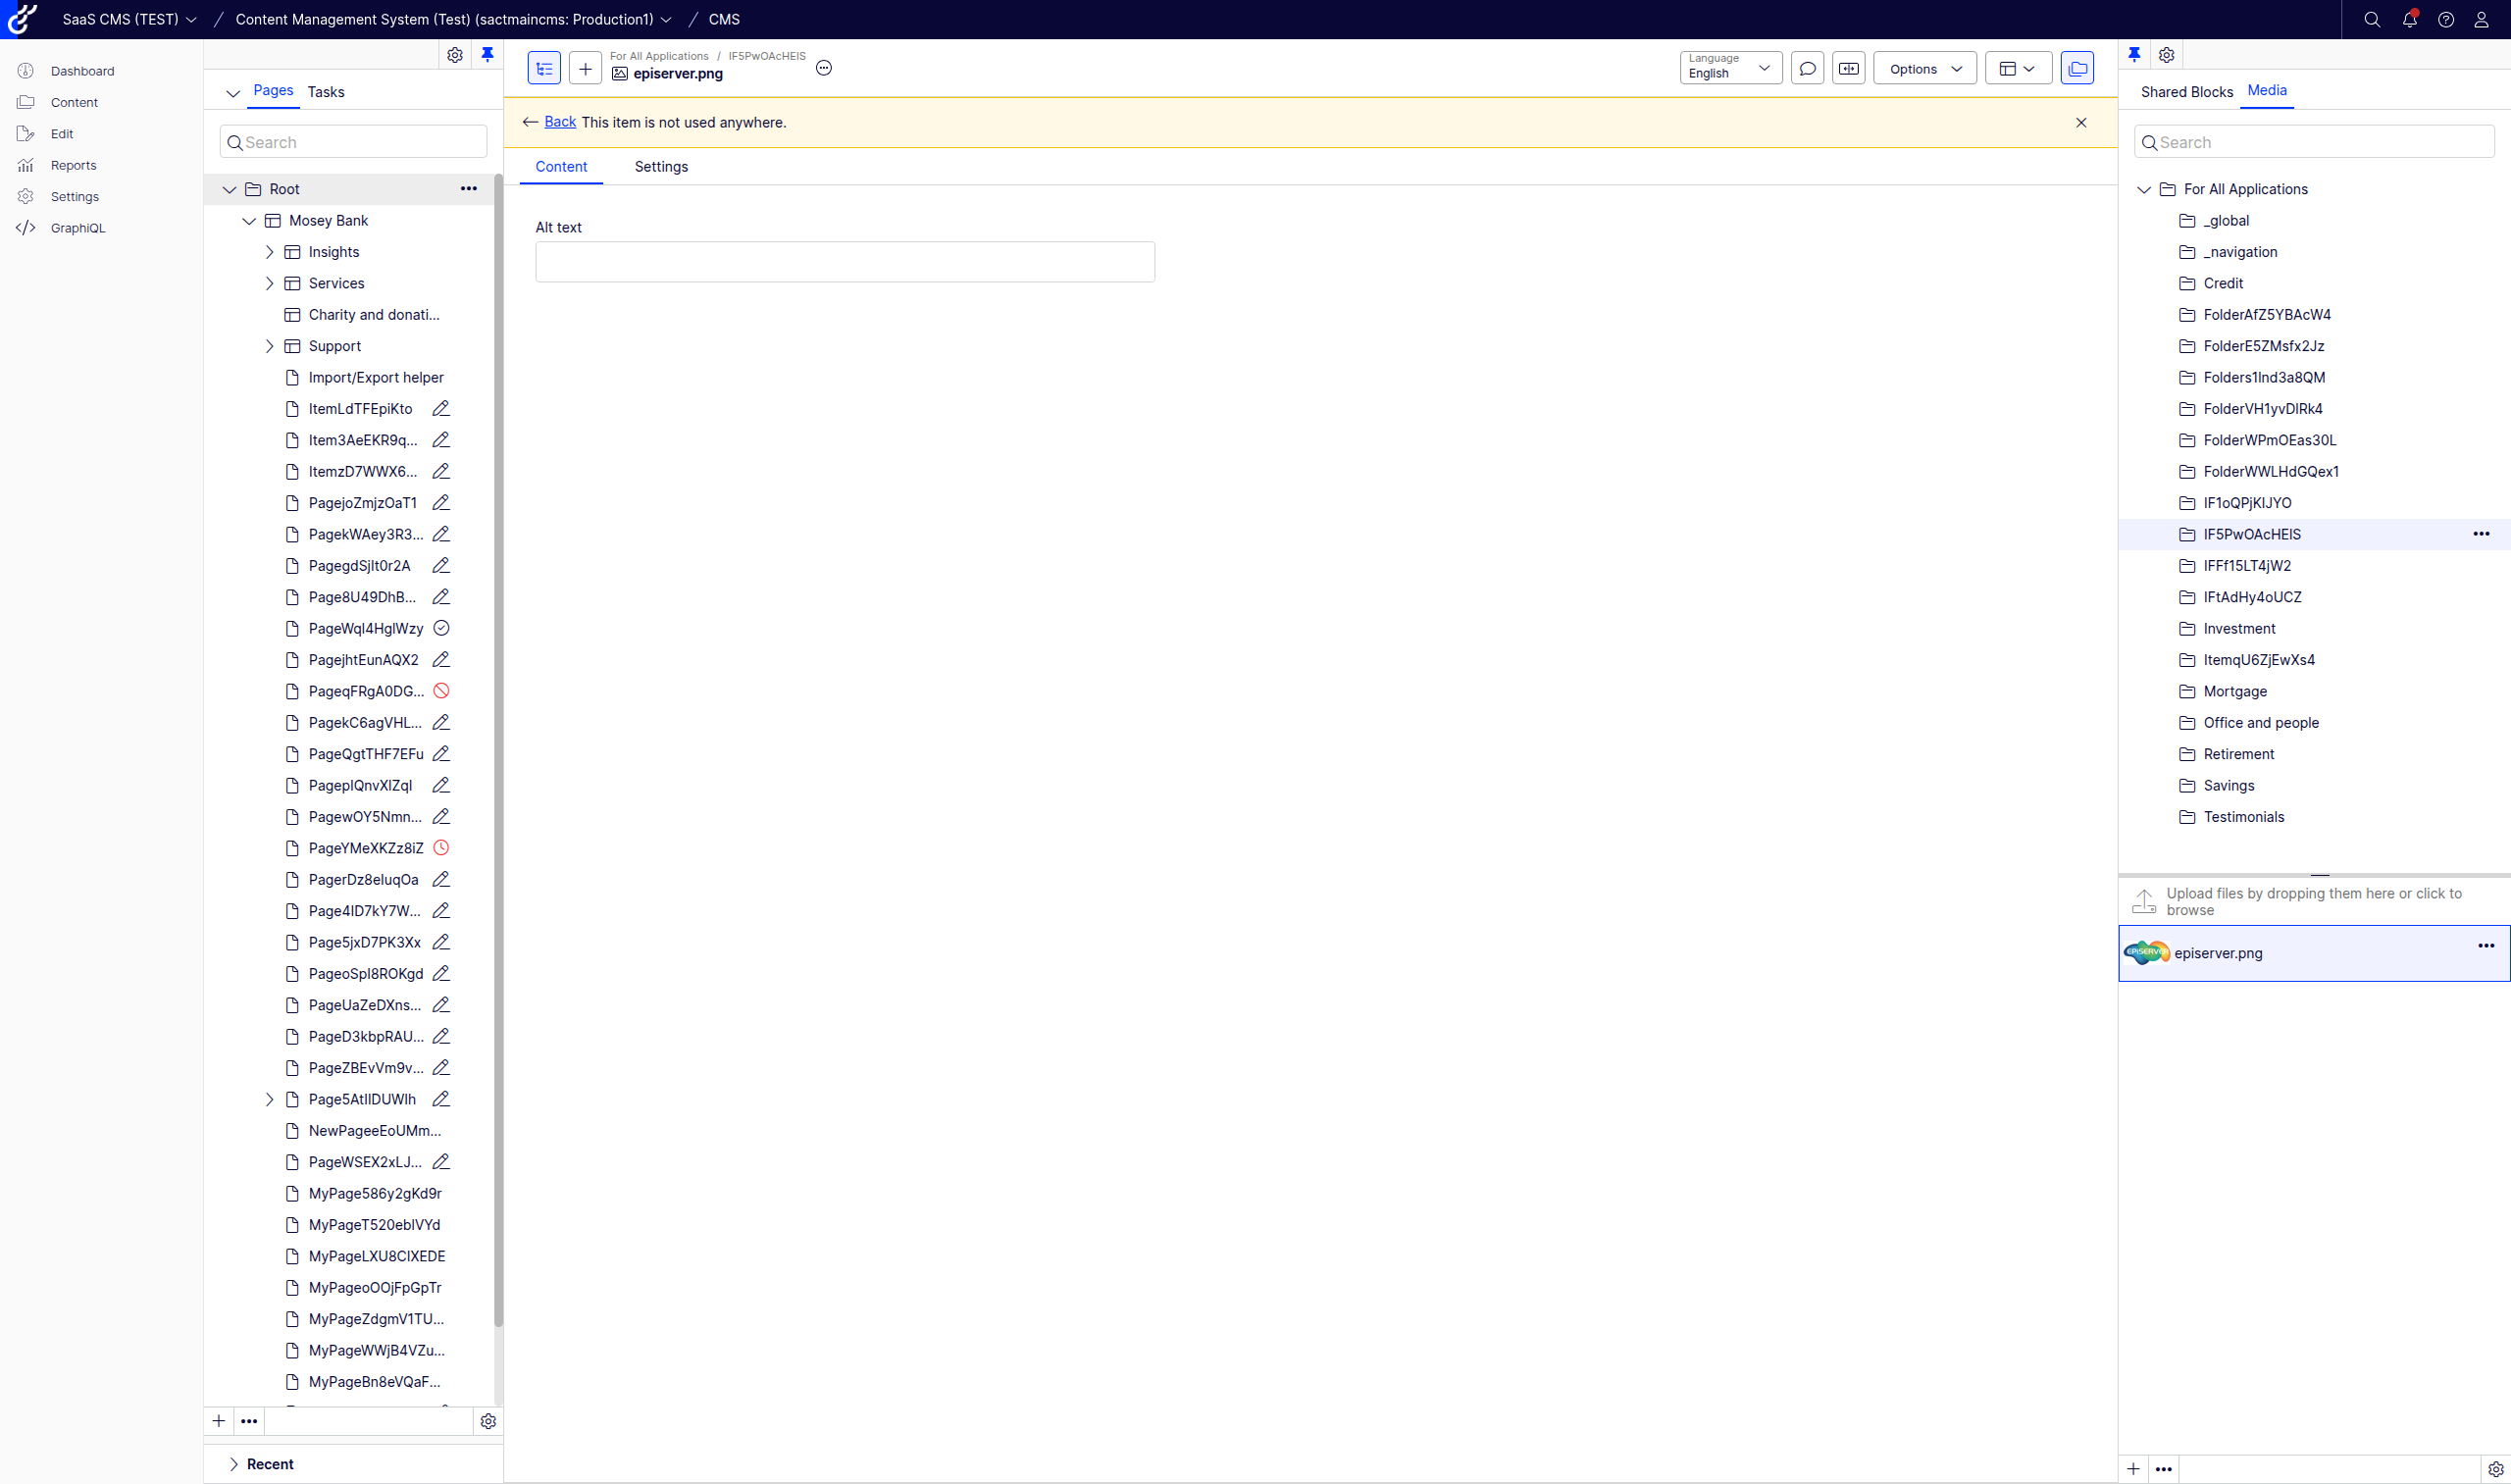 SaaS CMS (TEST) / Content Management System (Test) (sactmaincms: Production1) / CMS
Dashboard
Content
Edit
Reports
Settings
GraphiQL
Pages Tasks
Search
Root
Mosey Bank
Insights
Services
Charity and donati...
Support
Import/Export helper
ItemLdTFEpiKto
Item3AeEKR9q...
ItemzD7WWX6...
PagejoZmjzOaT1
PagekWAey3R3...
PagegdSjlt0r2A
Page8U49DhB...
PageWql4HglWzy
PagejhtEunAQX2
PageqFRgA0DG...
PagekC6agVHL...
PageQgtTHF7EFu
PageplQnvXlZql
PagewOY5Nmn...
PageYMeXKZz8iZ
PagerDz8eluqOa
Page4ID7kY7W...
Page5jxD7PK3Xx
PageoSpl8ROKgd
PageUaZeDXns...
PageD3kbpRAU...
PageZBEvVm9v...
Page5AtIIDUWlh
NewPageeEoUMm...
PageWSEX2xLJ...
MyPage586y2gKd9r
MyPageT520eblVYd
MyPageLXU8CIXEDE
MyPageoOOjFpGpTr
MyPageZdgmV1TU...
MyPageWWjB4VZu...
MyPageBn8eVQaF...
Recent
For All Applications / IF5PwOAcHEIS
episerver.png
Language
English
Options
Back This item is not used anywhere.
Content Settings
Alt text
Shared Blocks Media
Search
For All Applications
_global
_navigation
Credit
FolderAfZ5YBAcW4
FolderE5ZMsfx2Jz
Folders1lnd3a8QM
FolderVH1yvDlRk4
FolderWPmOEas30L
FolderWWLHdGQex1
IF1oQPjKlJYO
IF5PwOAcHEIS
IFFf15LT4jW2
IFtAdHy4oUCZ
Investment
ItemqU6ZjEwXs4
Mortgage
Office and people
Retirement
Savings
Testimonials
Upload files by dropping them here or click to
browse
EPISERVER
episerver.png